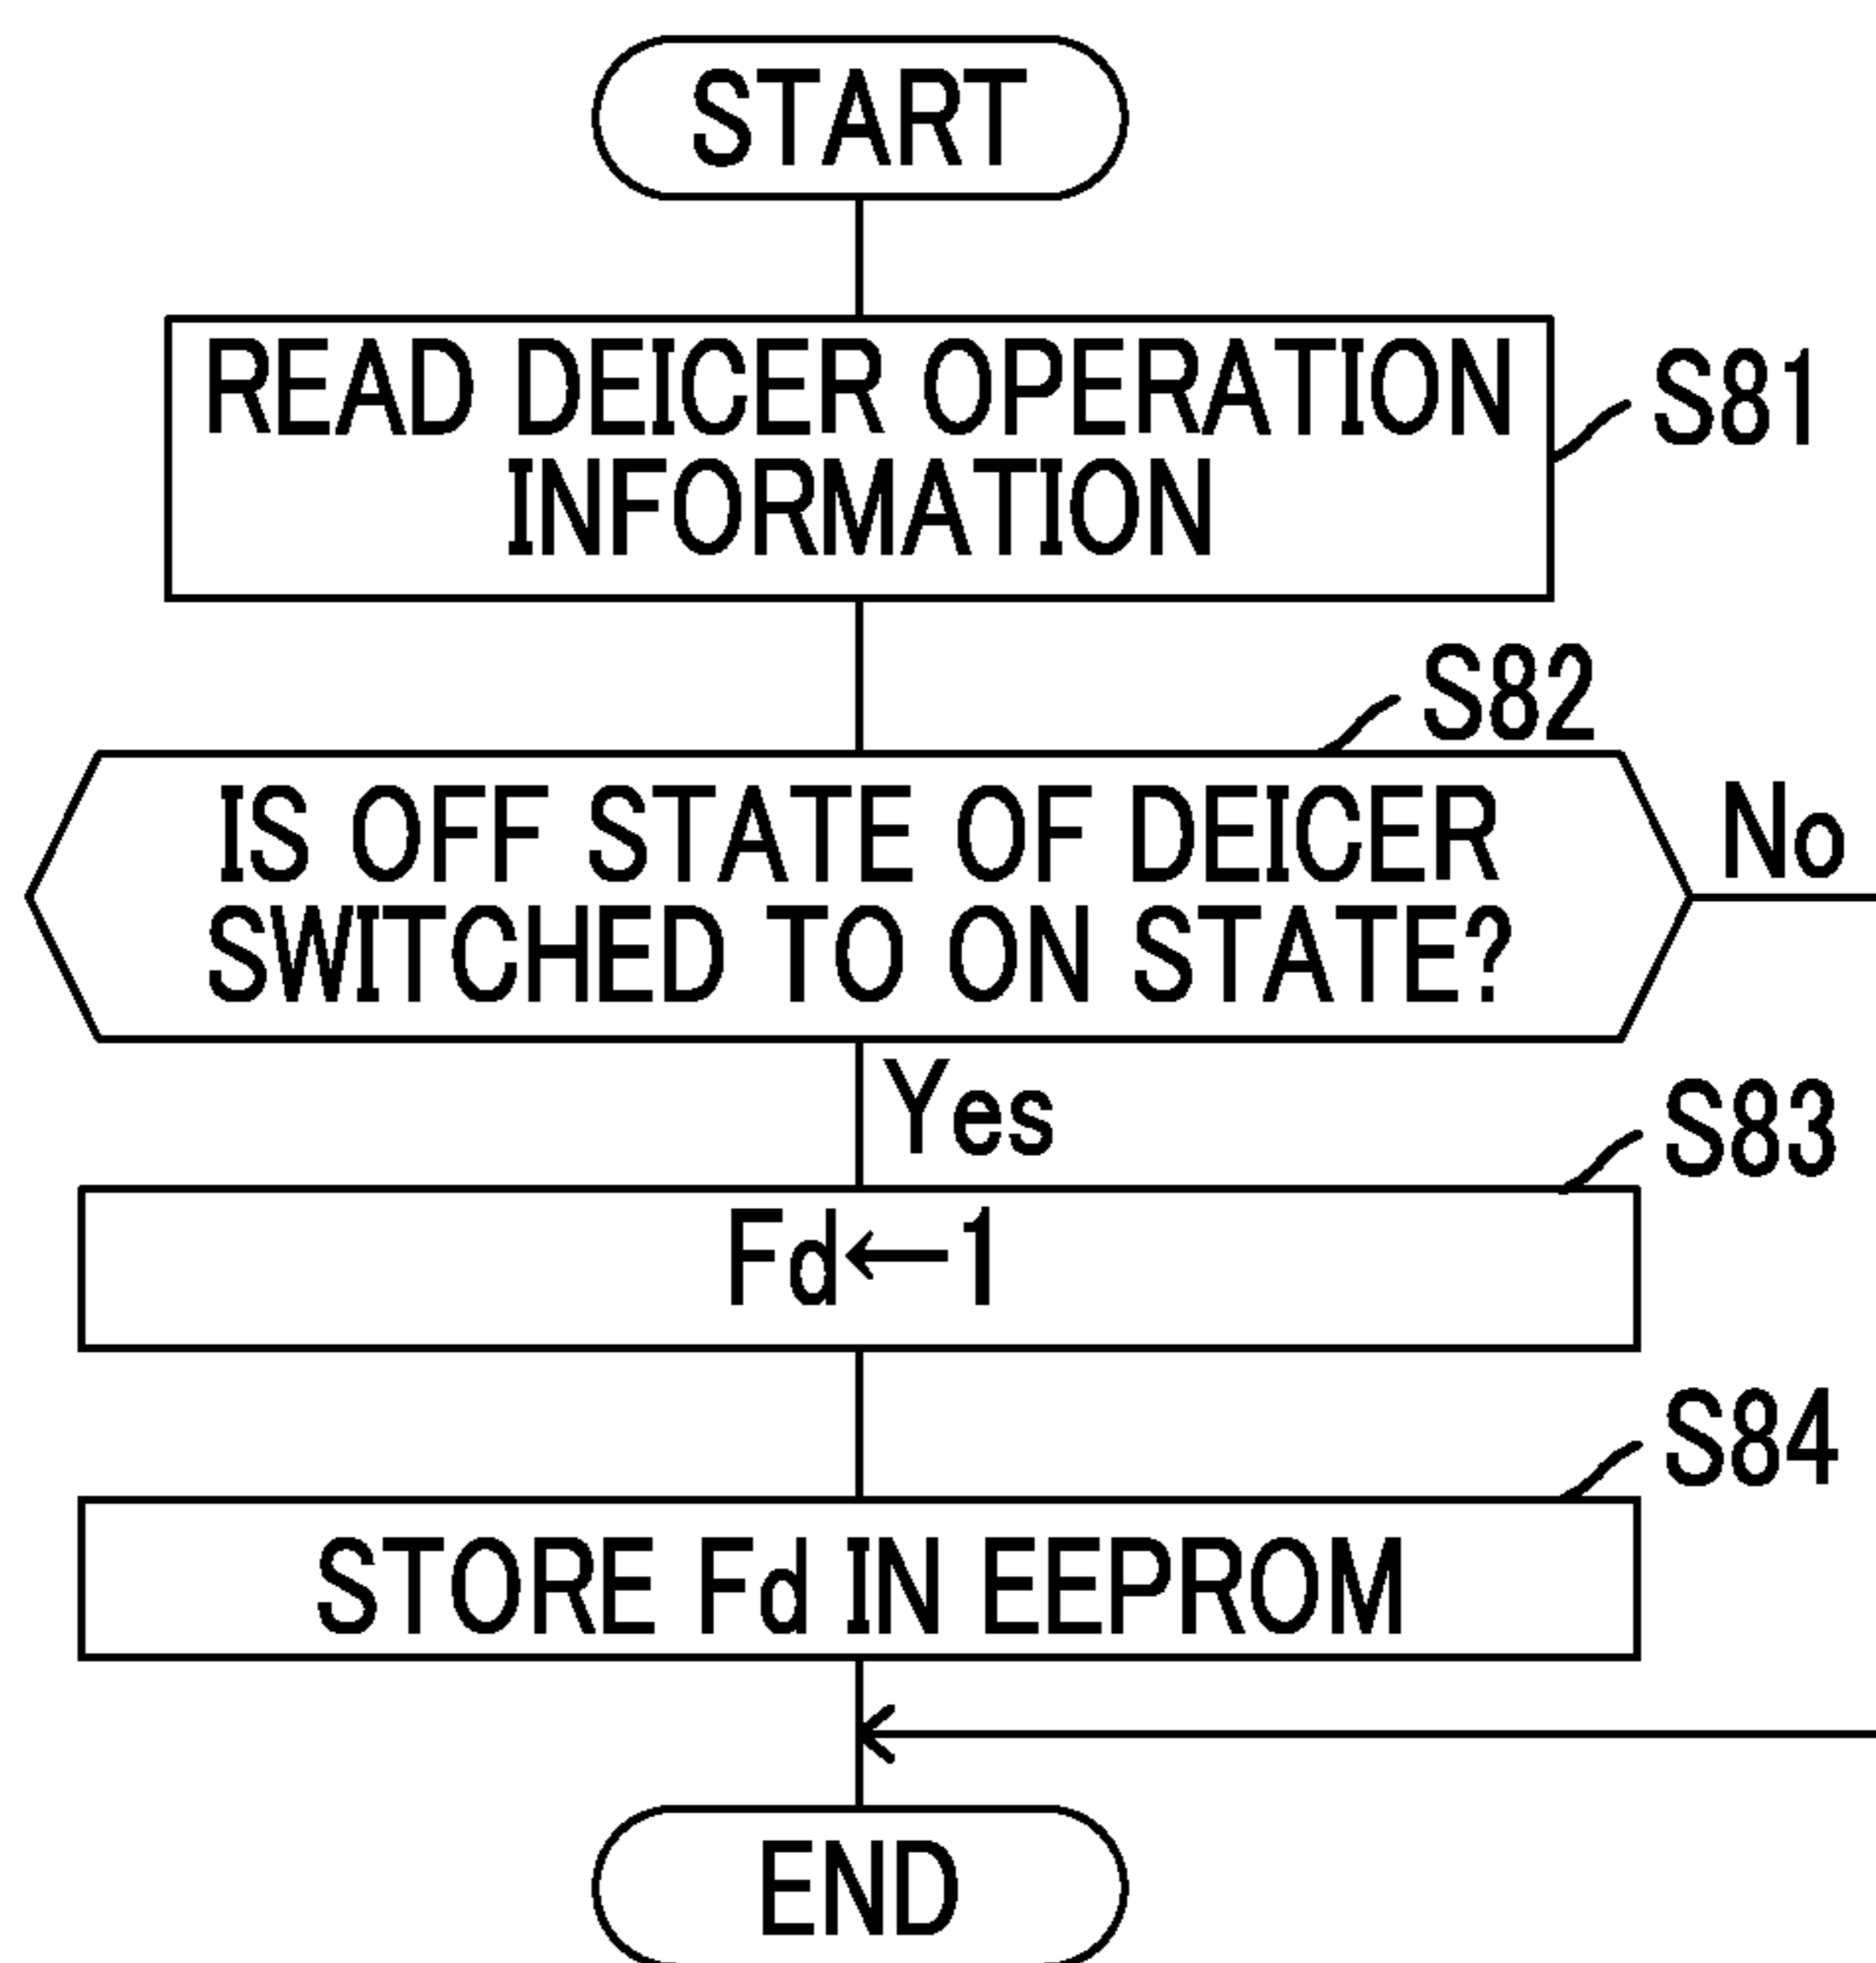 START
READ DEICER OPERATION
INFORMATION
S81
S82
IS OFF STATE OF DEICER
SWITCHED TO ON STATE?
No
Yes
S83
Fd←1
S84
STORE Fd IN EEPROM
END